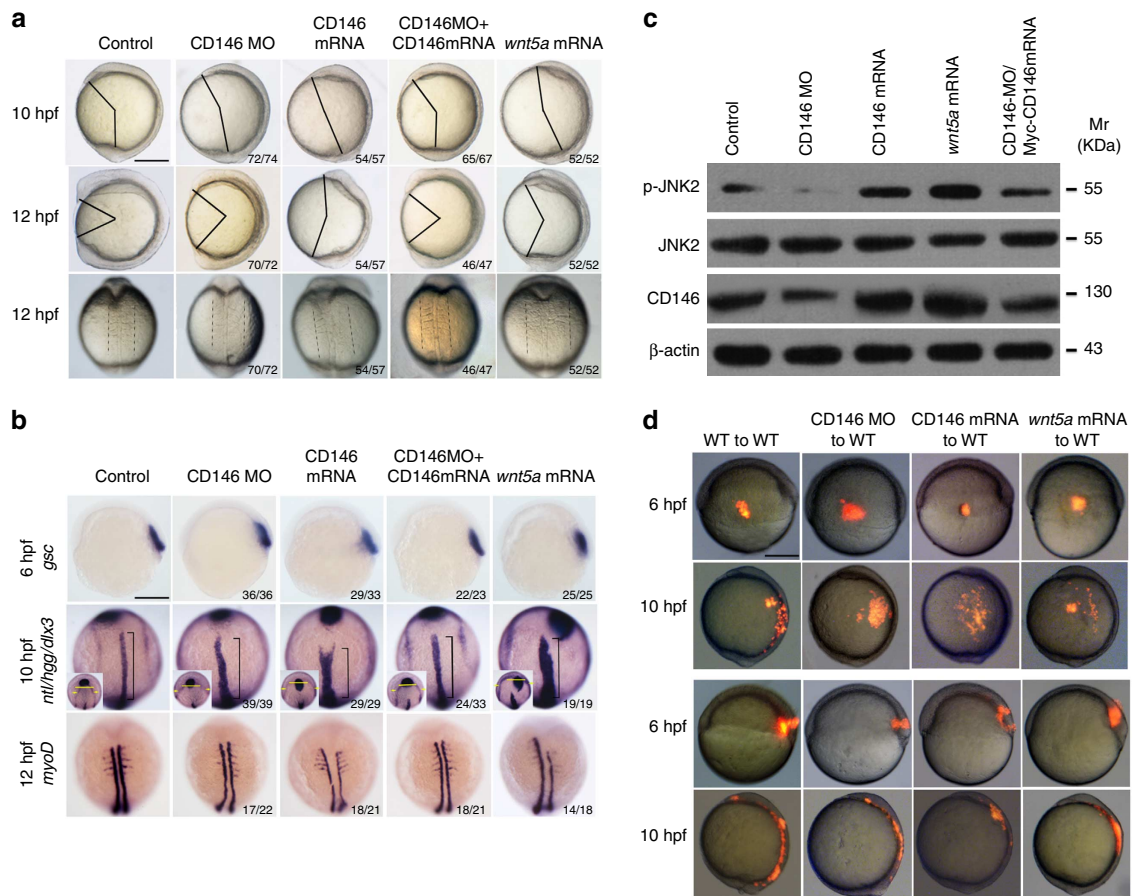 a
Control
CD146 MO
CD146
mRNA
CD146MO+
CD146mRNA
wnt5a mRNA
10 hpf
72/74
54/57
65/67
52/52
12 hpf
70/72
54/57
46/47
52/52
12 hpf
70/72
54/57
46/47
52/52
b
Control
CD146 MO
CD146
mRNA
CD146MO+
CD146mRNA
wnt5a mRNA
6 hpf
gsc
36/36
29/33
22/23
25/25
10 hpf
ntl/hgg/dlx3
39/39
29/29
24/33
19/19
12 hpf
myoD
17/22
18/21
18/21
14/18
c
Control
CD146 MO
CD146 mRNA
wnt5a mRNA
CD146-MO/
Myc-CD146mRNA
Mr
(KDa)
p-JNK2
55
JNK2
55
CD146
130
β-actin
43
d
WT to WT
CD146 MO
to WT
CD146 mRNA
to WT
wnt5a mRNA
to WT
6 hpf
10 hpf
6 hpf
10 hpf